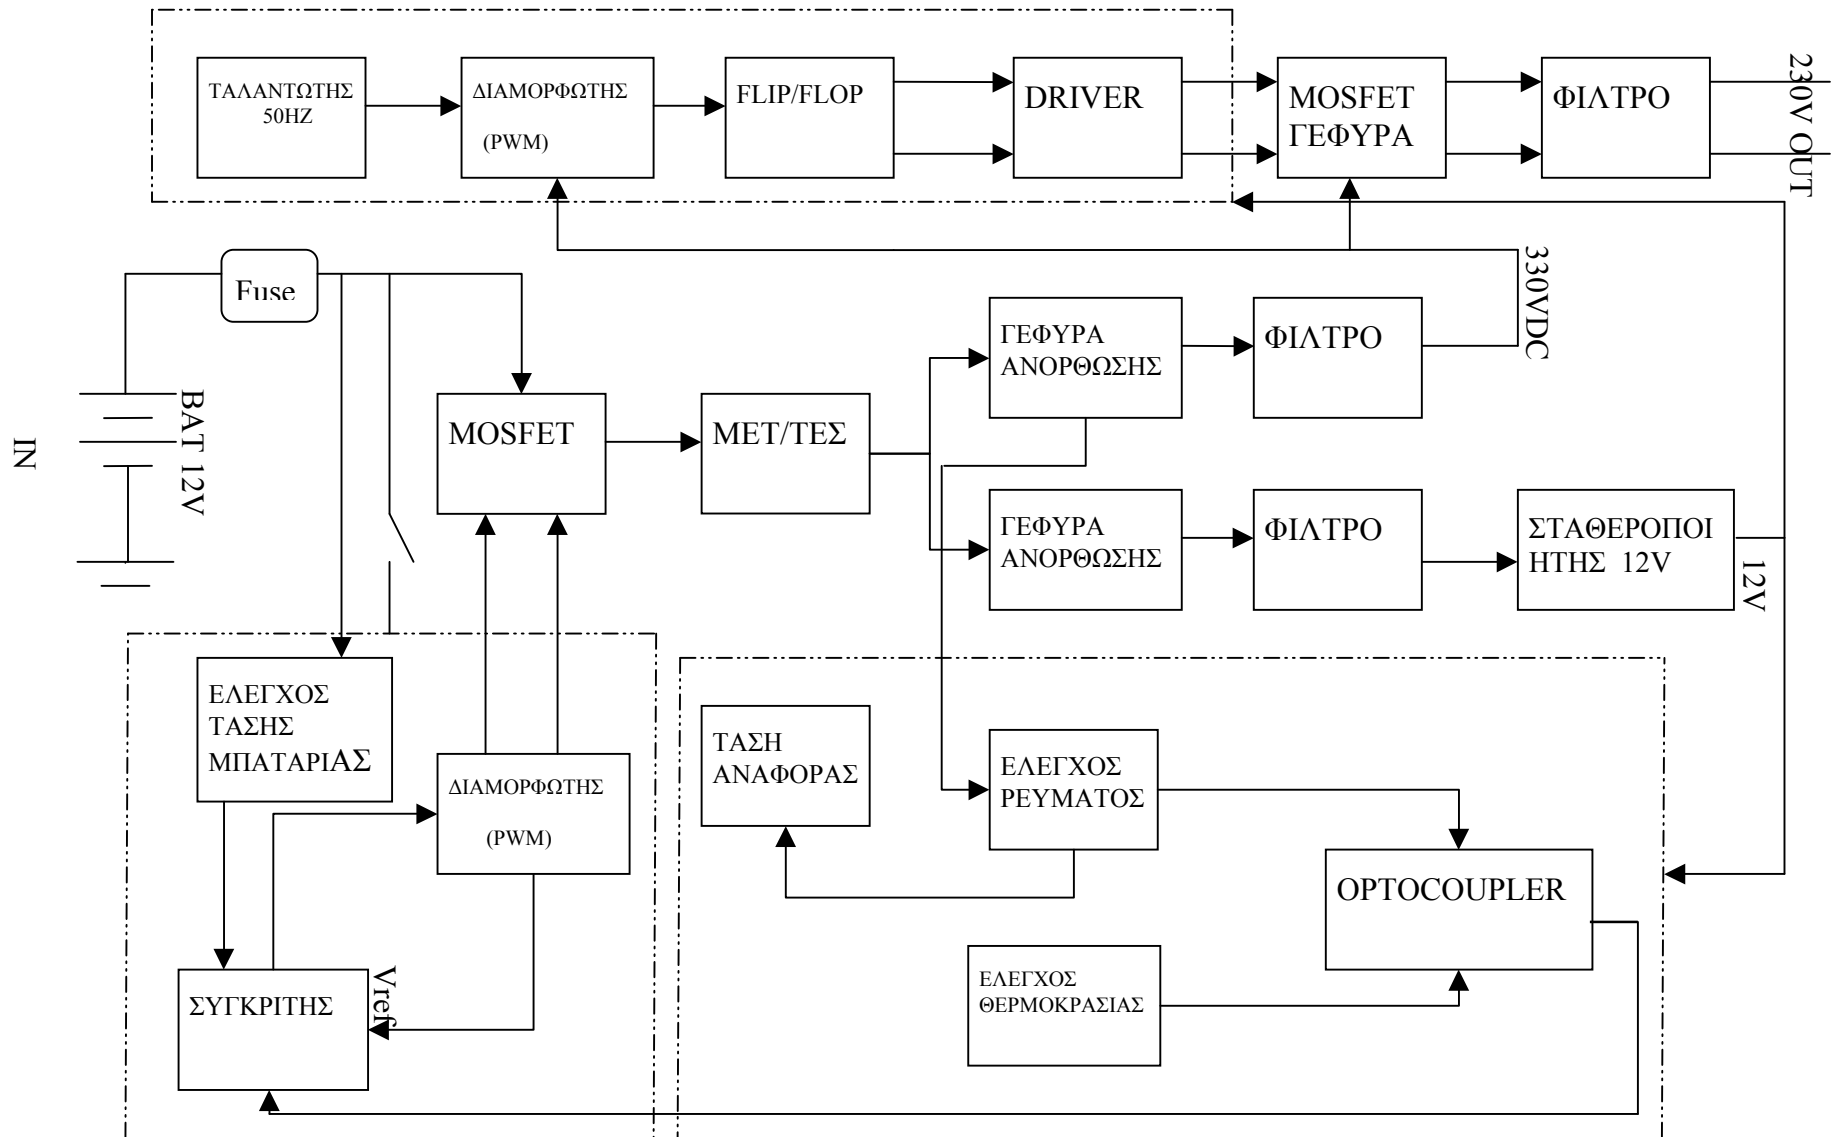 ΤΑΛΑΝΤΩΤΗΣ
50HZ
ΔΙΑΜΟΡΦΩΤΗΣ
(PWM)
FLIP/FLOP
DRIVER
MOSFET
ΓΕΦΥΡΑ
ΦΙΛΤΡΟ
230V OUT
Fuse
330VDC
ΓΕΦΥΡΑ
ΑΝΟΡΘΩΣΗΣ
ΦΙΛΤΡΟ
IN
BAT 12V
MOSFET
ΜΕΤ/ΤΕΣ
ΓΕΦΥΡΑ
ΑΝΟΡΘΩΣΗΣ
ΦΙΛΤΡΟ
ΣΤΑΘΕΡΟΠΟΙ
ΗΤΗΣ 12V
12V
ΕΛΕΓΧΟΣ
ΤΑΣΗΣ
ΜΠΑΤΑΡΙΑΣ
ΔΙΑΜΟΡΦΩΤΗΣ
(PWM)
ΤΑΣΗ
ΑΝΑΦΟΡΑΣ
ΕΛΕΓΧΟΣ
ΡΕΥΜΑΤΟΣ
OPTOCOUPLER
ΣΥΓΚΡΙΤΗΣ
Vref
ΕΛΕΓΧΟΣ
ΘΕΡΜΟΚΡΑΣΙΑΣ